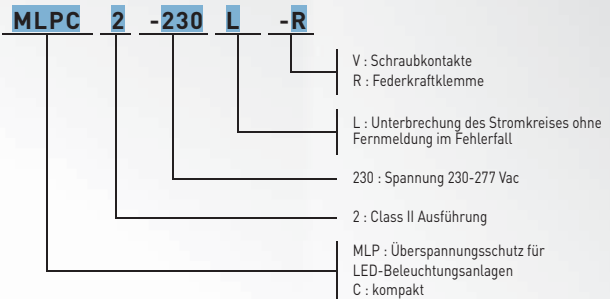 MLPC 2 -230 L -R
V : Schraubkontakte
R : Federkraftklemme
L : Unterbrechung des Stromkreises ohne
Fernmeldung im Fehlerfall
230 : Spannung 230-277 Vac
2 : Class II Ausführung
MLP : Überspannungsschutz für
LED-Beleuchtungsanlagen
C : kompakt